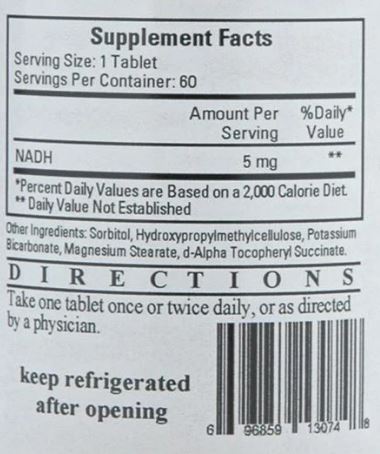 Supplement Facts
Serving Size: 1 Tablet
Servings Per Container: 60
Amount Per %Daily*
Serving Value
NADH 5 mg **
*Percent Daily Values are Based on a 2,000 Calorie Diet.
** Daily Value Not Established
Other Ingredients: Sorbitol, Hydroxypropylmethylcellulose, Potassium
Bicarbonate, Magnesium Stearate, d-Alpha Tocopheryl Succinate.
DIRECTIONS
Take one tablet once or twice daily, or as directed
by a physician.
keep refrigerated
after opening
6 96859 13074 8